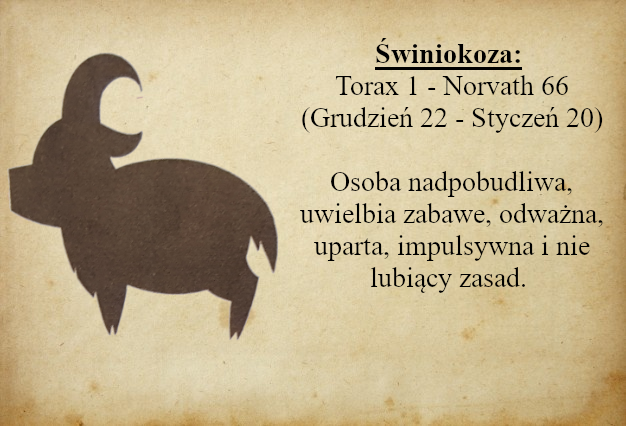 Świniokoza:
Torax 1 - Norvath 66
(Grudzień 22 - Styczeń 20)
Osoba nadpobudliwa,
uwielbia zabawe, odważna,
uparta, impulsywna i nie
lubiący zasad.